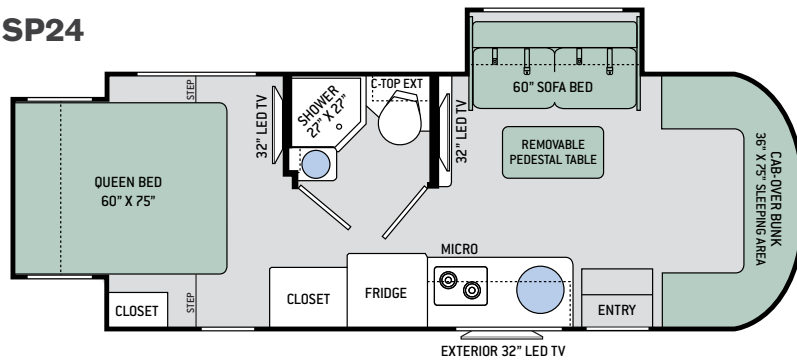 SP24
STEP
32" LED TV
SHOWER
27" X 27"
C-TOP EXT
32" LED TV
60" SOFA BED
REMOVABLE
PEDESTAL TABLE
CAB-OVER BUNK
36" X 75" SLEEPING AREA
QUEEN BED
60" X 75"
MICRO
CLOSET
STEP
CLOSET
FRIDGE
ENTRY
EXTERIOR 32" LED TV